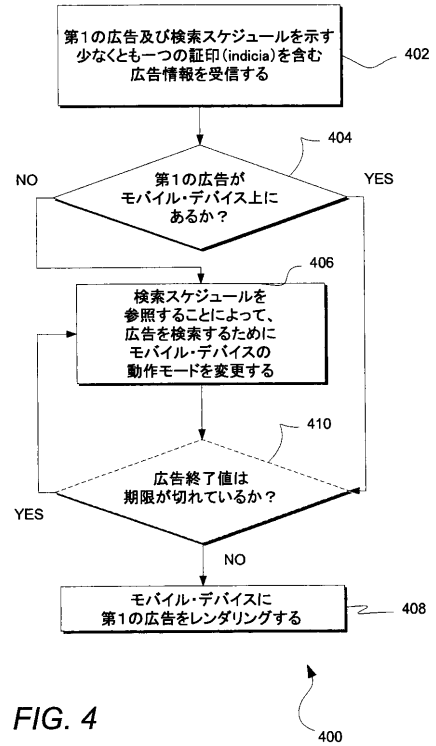 第1の広告及び検索スケジュールを示す
少なくとも一つの証印(indicia)を含む
広告情報を受信する
402
404
NO
YES
第1の広告が
モバイル・デバイス上に
あるか？
406
検索スケジュールを
参照することによって、
広告を検索するために
モバイル・デバイスの
動作モードを変更する
410
広告終了値は
期限が切れているか？
YES
NO
モバイル・デバイスに
第1の広告をレンダリングする
408
FIG. 4
400